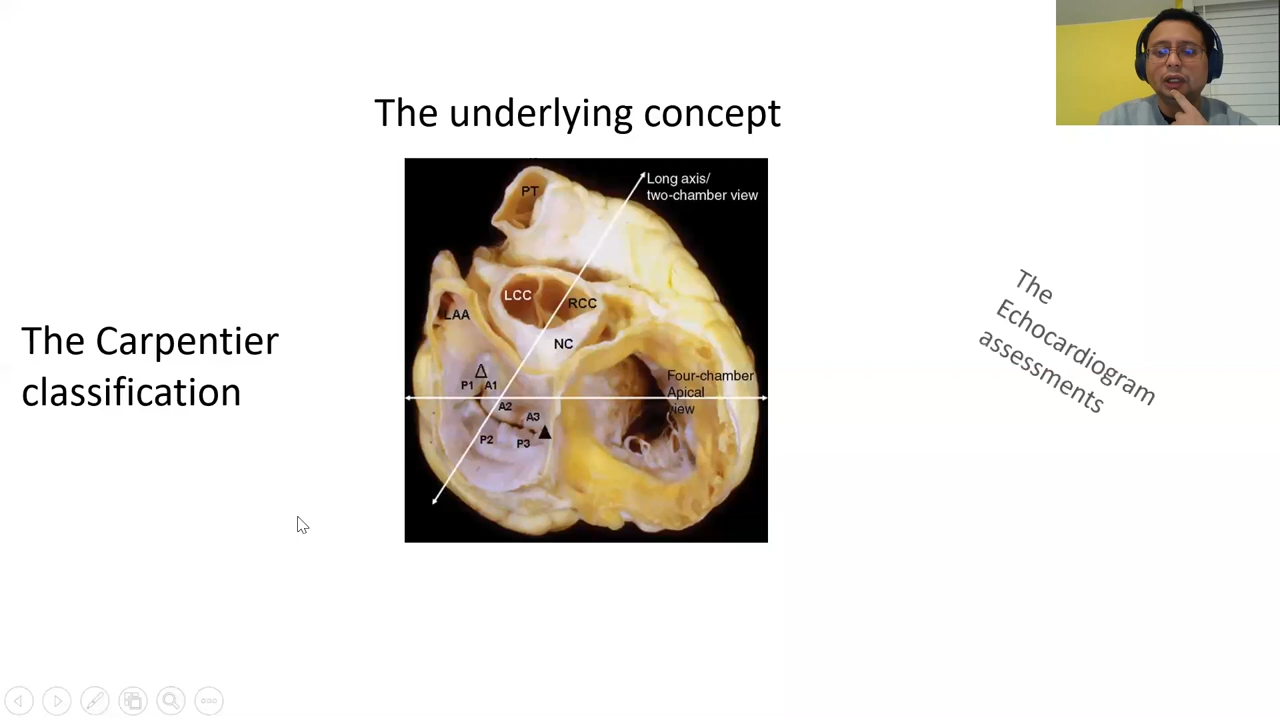 The underlying concept
PT
Long axis/
two-chamber view
LCC
RCC
LAA
NC
The Carpentier
classification
P1
A1
Four-chamber
Apical
view
A2
A3
P2
P3
The
Echocardiogram
assessments